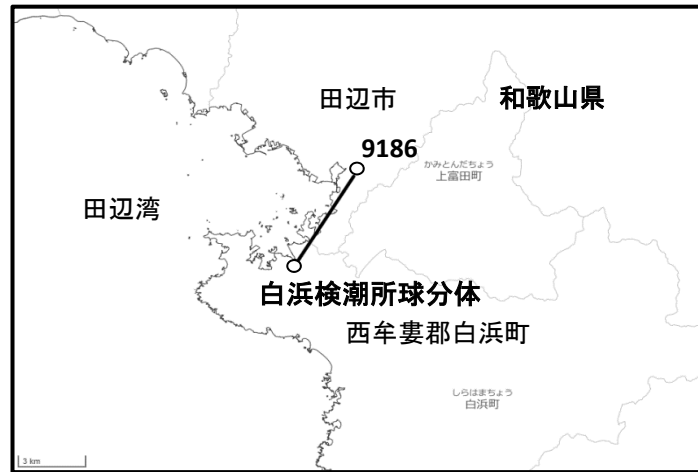 田辺市
和歌山県
9186
かみとんだちょう
上富田町
田辺湾
白浜検潮所球分体
西牟婁郡白浜町
しらはまちょう
白浜町
3 km